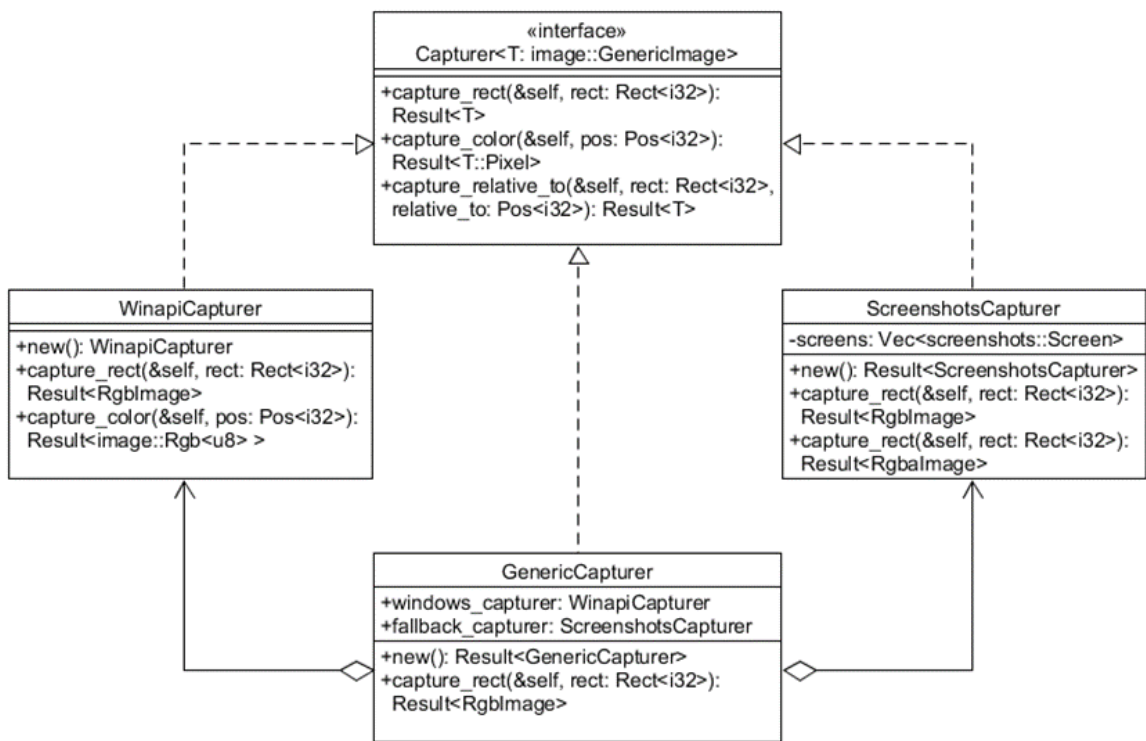 «interface»
Capturer<T: image::GenericImage>
+capture_rect(&self, rect: Rect<i32>):
Result<T>
+capture_color(&self, pos: Pos<i32>):
Result<T::Pixel>
+capture_relative_to(&self, rect: Rect<i32>,
relative_to: Pos<i32>): Result<T>
WinapiCapturer
+new(): WinapiCapturer
+capture_rect(&self, rect: Rect<i32>):
Result<RgbImage>
+capture_color(&self, pos: Pos<i32>):
Result<image::Rgb<u8> >
ScreenshotsCapturer
-screens: Vec<screenshots::Screen>
+new(): Result<ScreenshotsCapturer>
+capture_rect(&self, rect: Rect<i32>):
Result<RgbImage>
+capture_rect(&self, rect: Rect<i32>):
Result<RgbaImage>
GenericCapturer
+windows_capturer: WinapiCapturer
+fallback_capturer: ScreenshotsCapturer
+new(): Result<GenericCapturer>
+capture_rect(&self, rect: Rect<i32>):
Result<RgbImage>